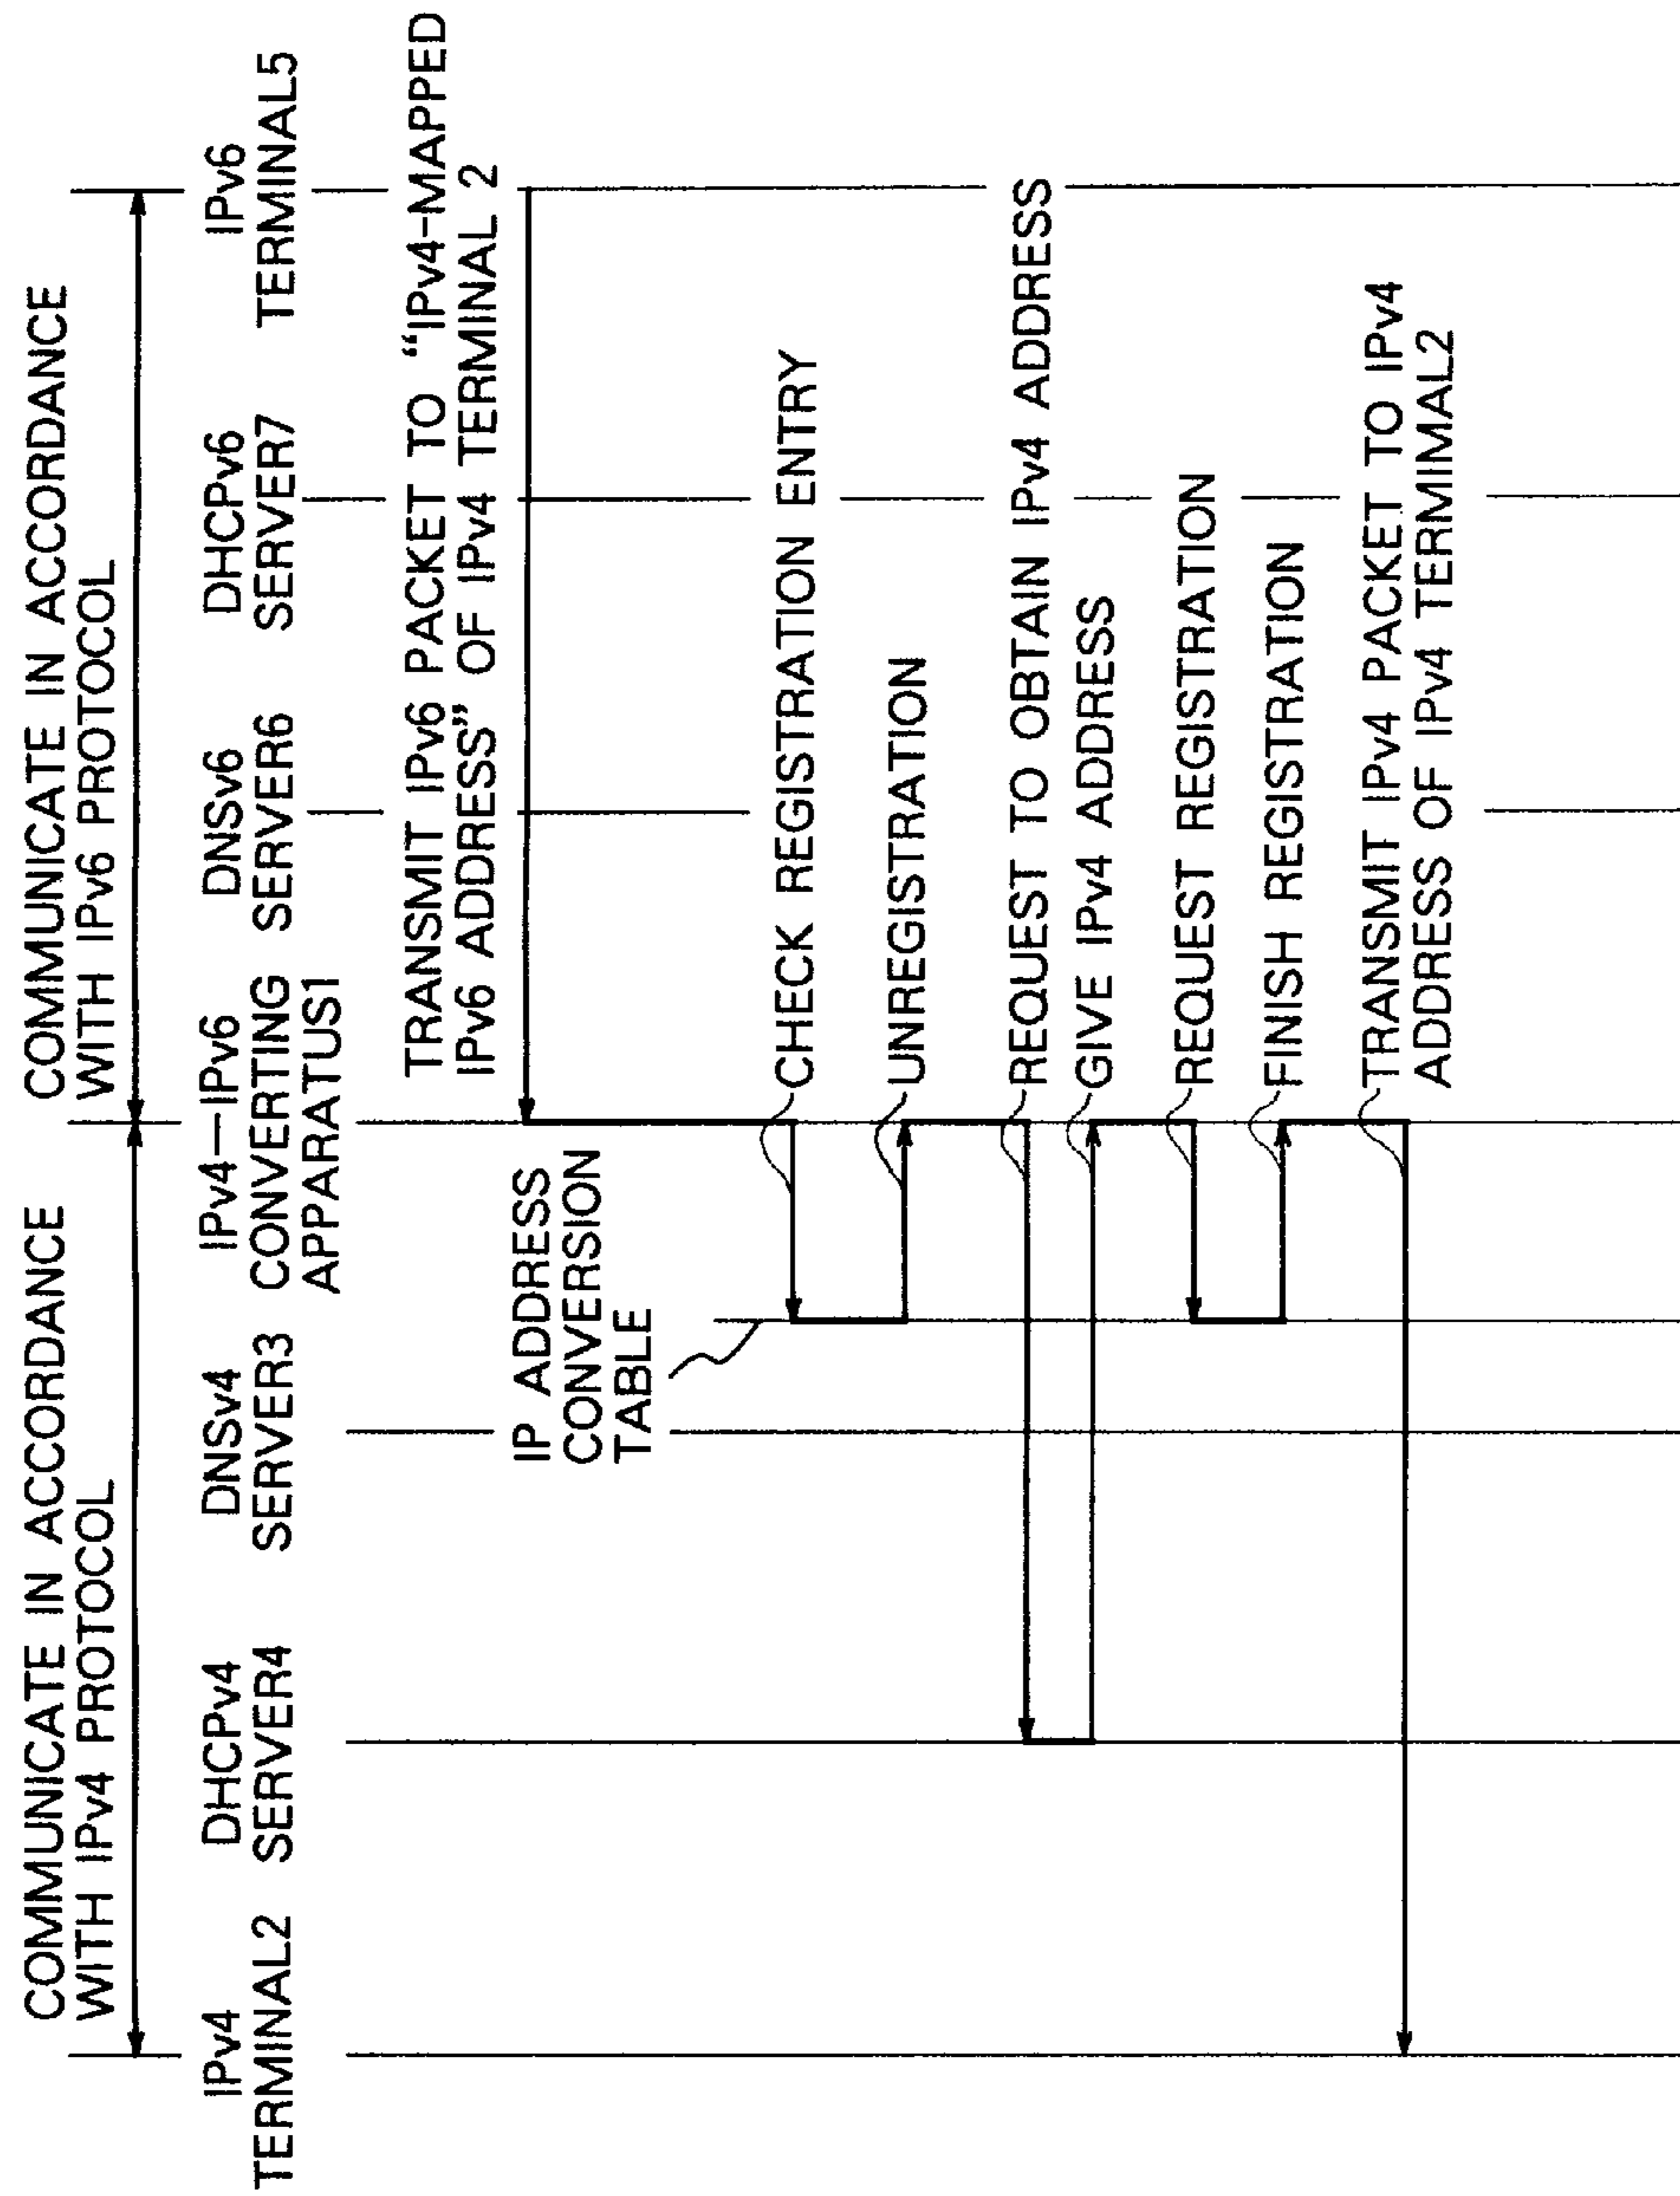 COMMUNICATE IN ACCORDANCE
WITH IPv4 PROTOCOL
COMMUNICATE IN ACCORDANCE
WITH IPv6 PROTOCOL
IPv4
TERMINAL2
DHCPv4
SERVER4
DNSv4
SERVER3
IPv4—IPv6
CONVERTING
APPARATUS1
DNSv6
SERVER6
DHCPv6
SERVER7
IPv6
TERMINAL5
TRANSMIT IPv6 PACKET TO "IPv4-MAPPED
IPv6 ADDRESS" OF IPv4 TERMINAL 2
IP ADDRESS
CONVERSION
TABLE
CHECK REGISTRATION ENTRY
UNREGISTRATION
REQUEST TO OBTAIN IPv4 ADDRESS
GIVE IPv4 ADDRESS
REQUEST REGISTRATION
FINISH REGISTRATION
TRANSMIT IPv4 PACKET TO IPv4
ADDRESS OF IPv4 TERMIMAL2